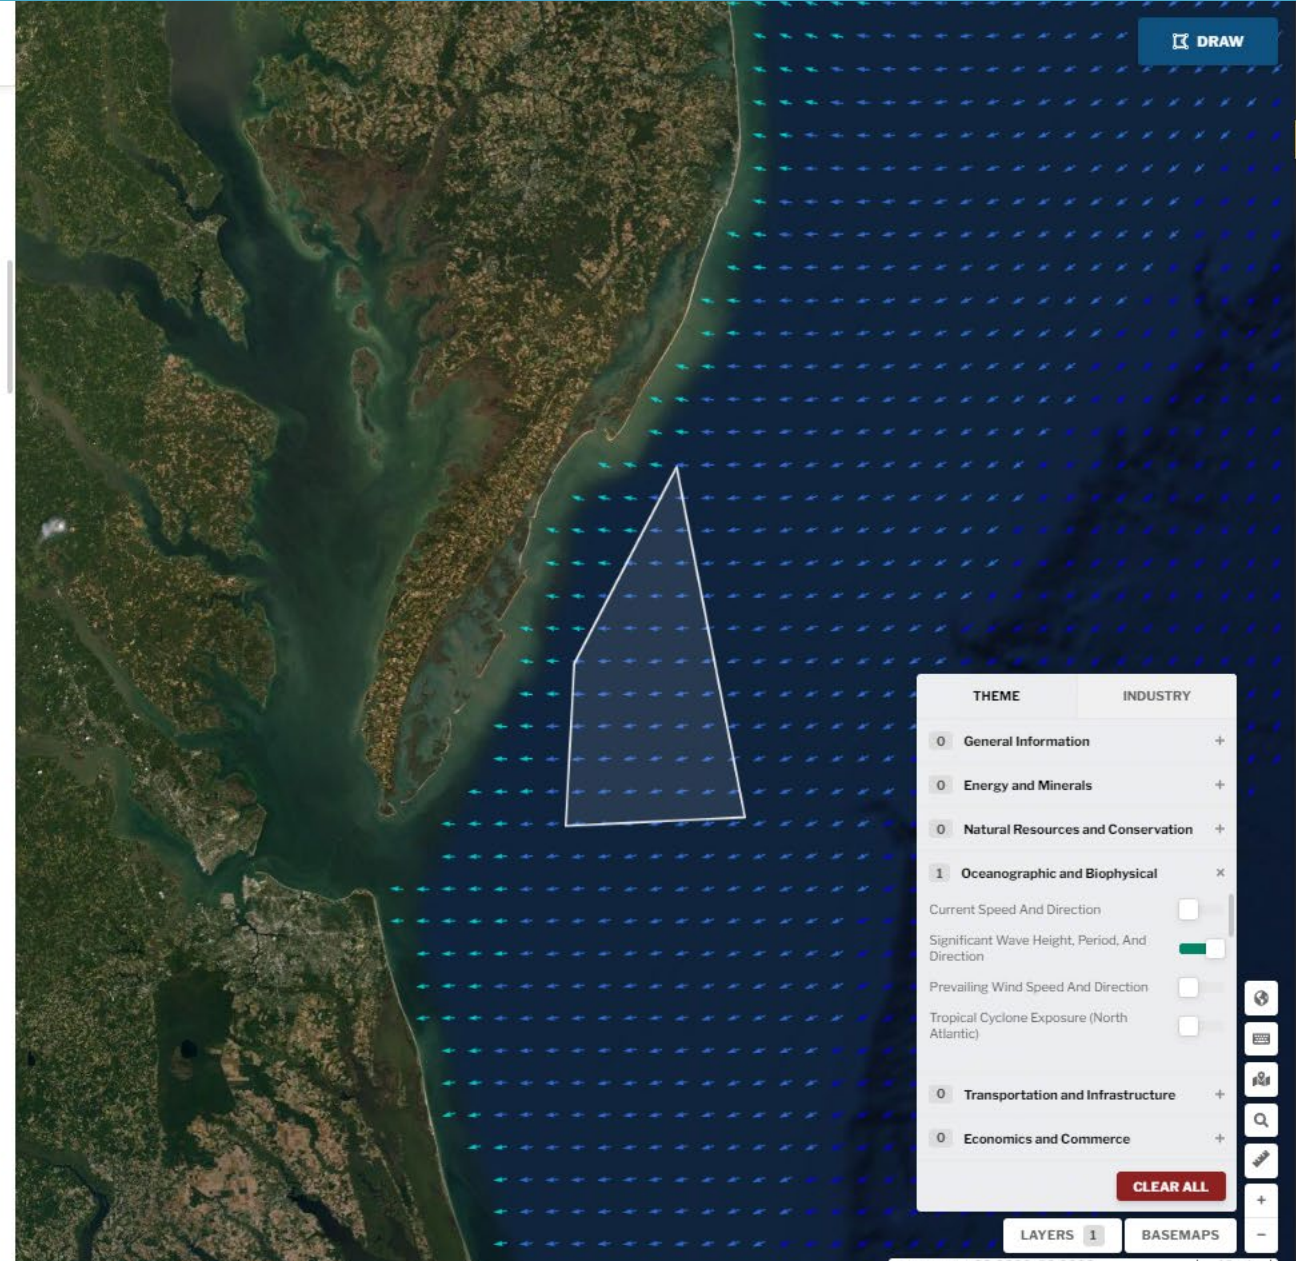 DRAW
THEME
INDUSTRY
0 General Information +
0 Energy and Minerals +
0 Natural Resources and Conservation +
1 Oceanographic and Biophysical ×
Current Speed And Direction
Significant Wave Height, Period, And
Direction
Prevailing Wind Speed And Direction
Tropical Cyclone Exposure (North
Atlantic)
0 Transportation and Infrastructure +
0 Economics and Commerce +
CLEAR ALL
+
LAYERS 1
BASEMAPS
−